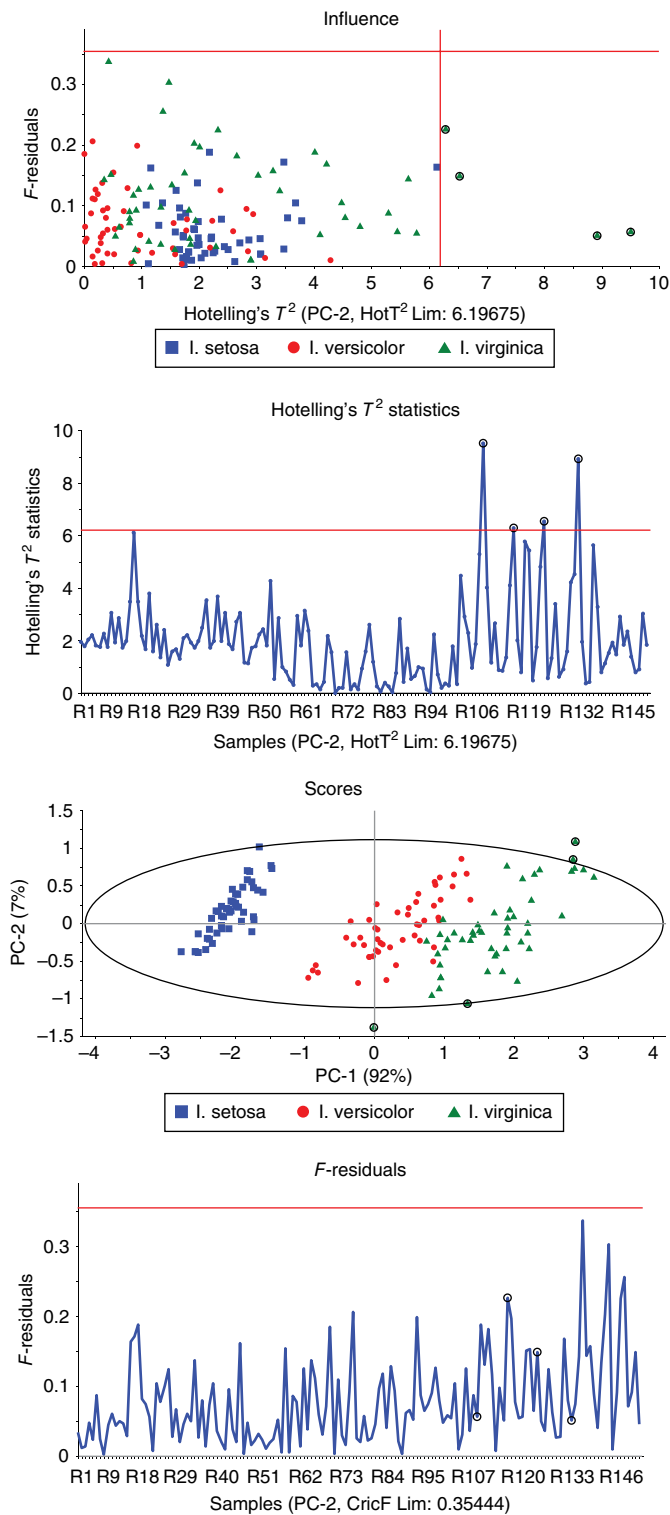 Influence
0.3
0.2
0.1
0
F-residuals
0 1 2 3 4 5 6 7 8 9 10
Hotelling's T² (PC-2, HotT² Lim: 6.19675)
I. setosa I. versicolor I. virginica
Hotelling's T² statistics
10
8
6
4
2
0
Hotelling's T² statistics
R1 R9 R18 R29 R39 R50 R61 R72 R83 R94 R106 R119 R132 R145
Samples (PC-2, HotT² Lim: 6.19675)
Scores
1.5
1
0.5
0
−0.5
−1
−1.5
PC-2 (7%)
−4 −3 −2 −1 0 1 2 3 4
PC-1 (92%)
I. setosa I. versicolor I. virginica
F-residuals
0.3
0.2
0.1
0
F-residuals
R1 R9 R18 R29 R40 R51 R62 R73 R84 R95 R107 R120 R133 R146
Samples (PC-2, CricF Lim: 0.35444)